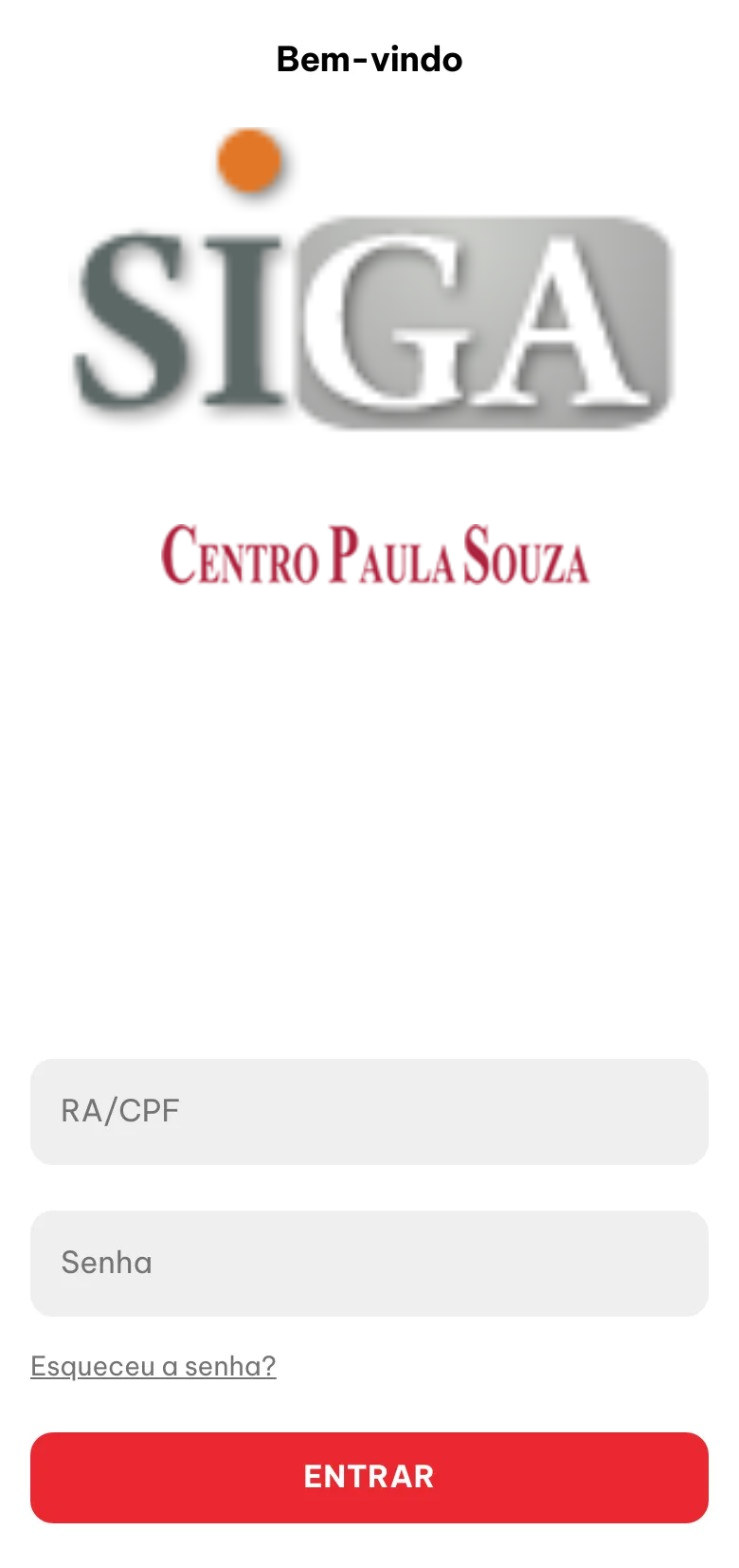 Bem-vindo
SIGA
CENTRO PAULA SOUZA
RA/CPF
Senha
Esqueceu a senha?
ENTRAR